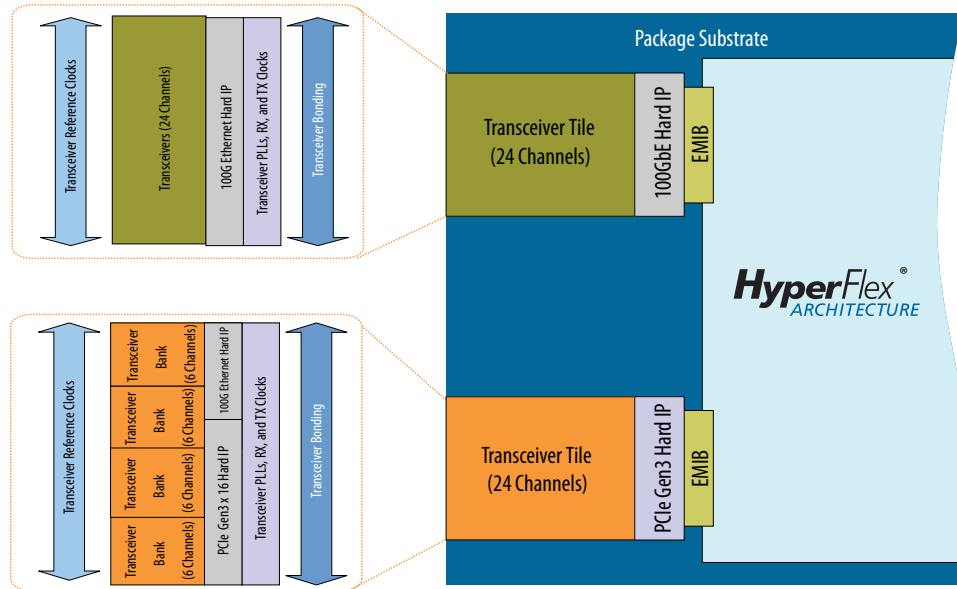 Transceiver Reference Clocks
Transceivers (24 Channels)
100G Ethernet Hard IP
Transceiver PLLs, RX, and TX Clocks
Transceiver Bonding
Package Substrate
Transceiver Tile
(24 Channels)
100GbE Hard IP
EMIB
HyperFlex®
ARCHITECTURE
Transceiver Reference Clocks
Transceiver
Bank
(6 Channels)
Transceiver
Bank
(6 Channels)
Transceiver
Bank
(6 Channels)
Transceiver
Bank
(6 Channels)
100G Ethernet Hard IP
PCIe Gen3 x 16 Hard IP
Transceiver PLLs, RX, and TX Clocks
Transceiver Bonding
Transceiver Tile
(24 Channels)
PCIe Gen3 Hard IP
EMIB